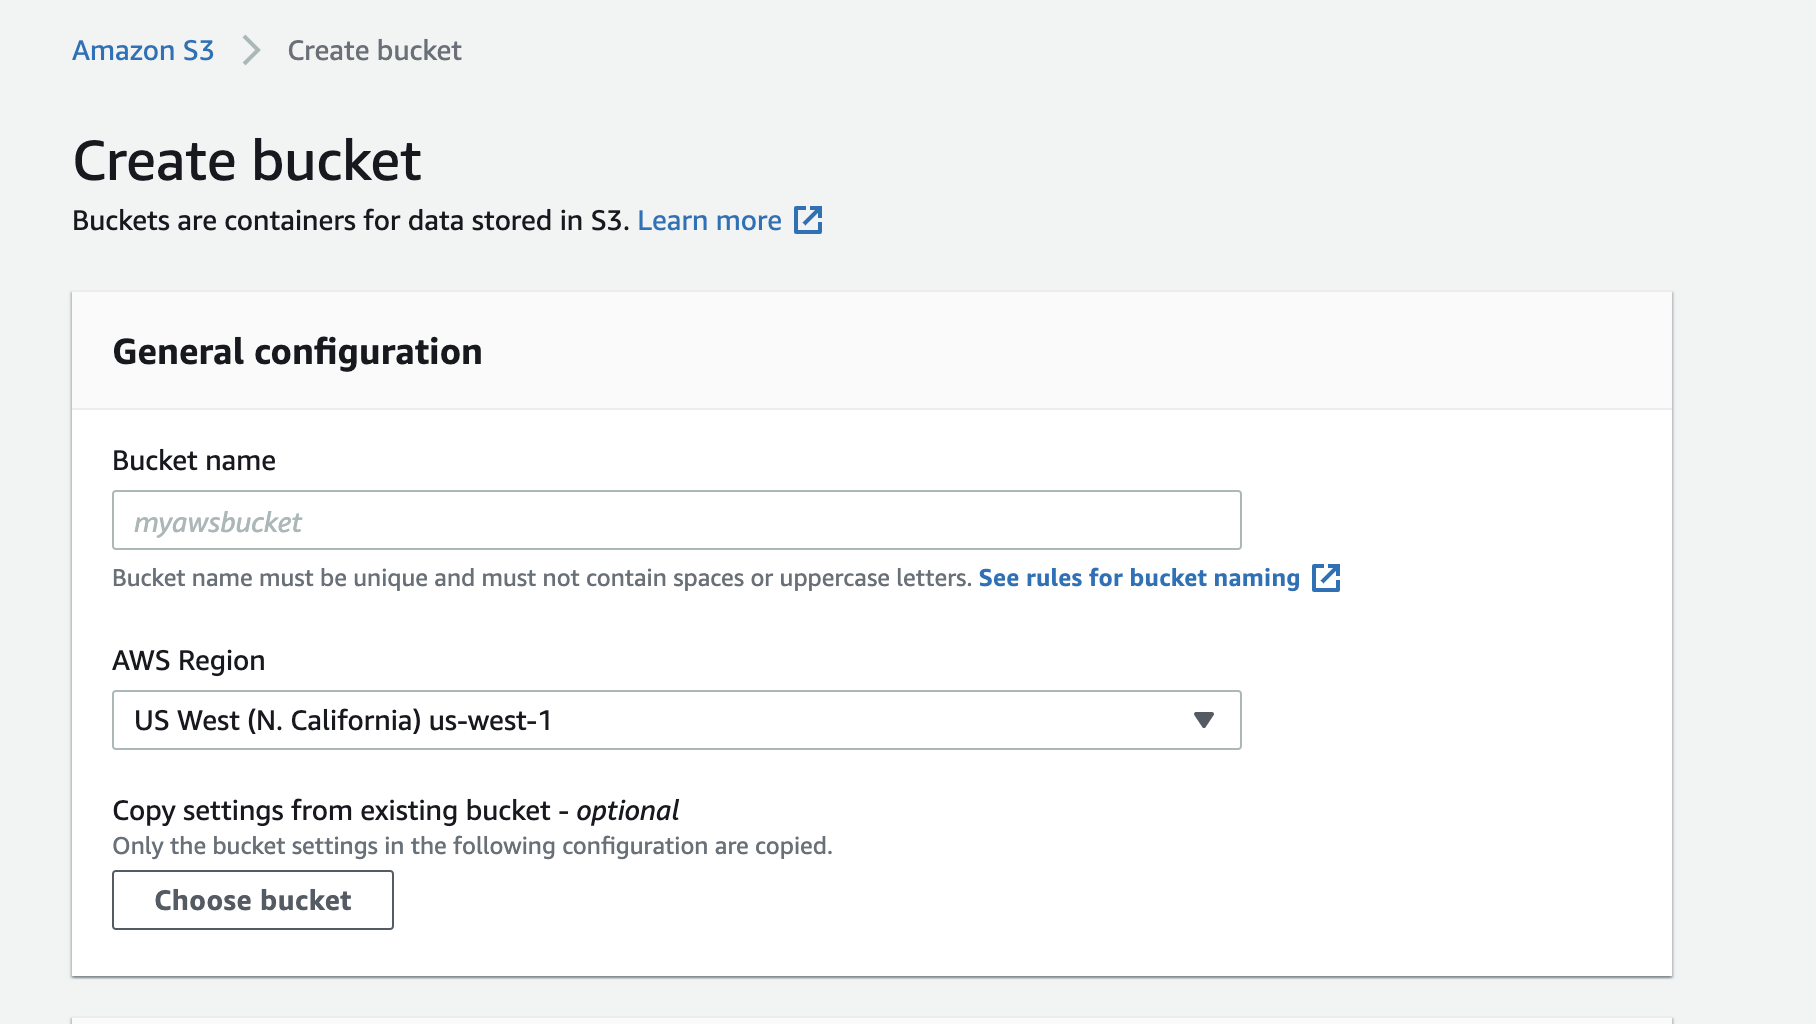 Amazon S3 Create bucket
Create bucket
Buckets are containers for data stored in S3. Learn more
General configuration
Bucket name
myawsbucket
Bucket name must be unique and must not contain spaces or uppercase letters. See rules for bucket naming
AWS Region
US West (N. California) us-west-1
Copy settings from existing bucket - optional
Only the bucket settings in the following configuration are copied.
Choose bucket